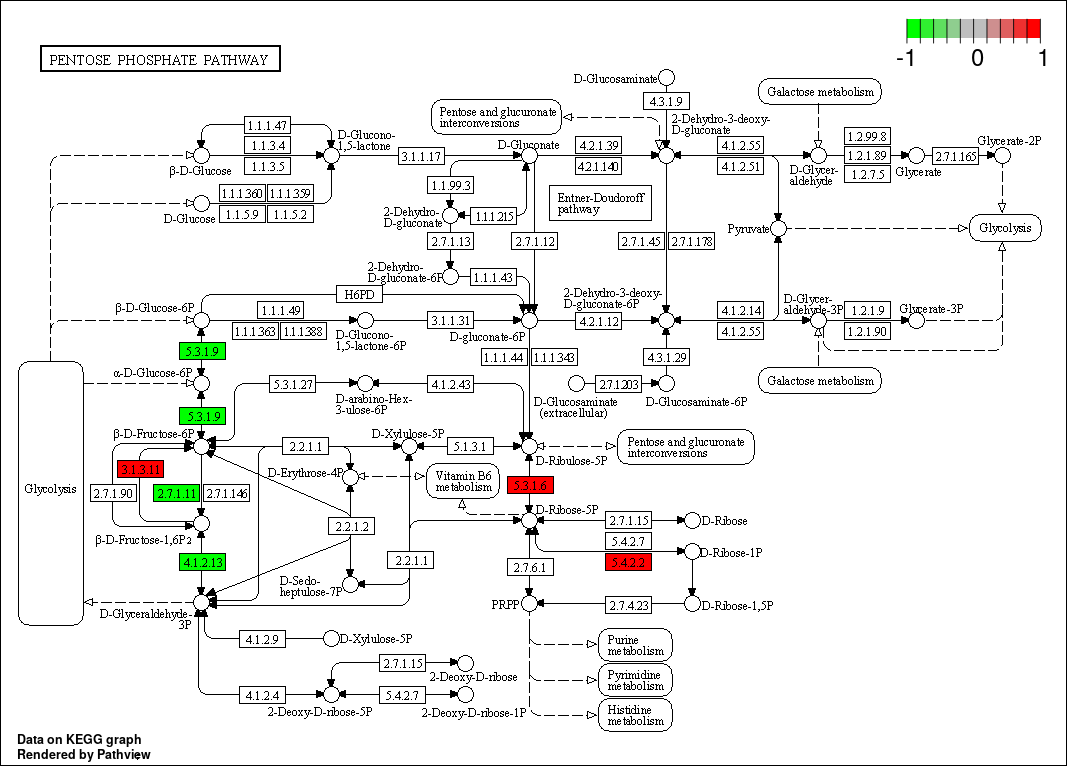 -1 0 1
PENTOSE PHOSPHATE PATHWAY
D-Glucosaminate
4.3.1.9
Galactose metabolism
Pentose and glucuronate
interconversions
2-Dehydro-3-deoxy-
D-gluconate
1.1.1.47
1.1.3.4
1.1.3.5
D-Glucono-
1,5-lactone
3.1.1.17
D-Gluconate
4.2.1.39
4.2.1.140
4.1.2.55
4.1.2.51
1.2.99.8
1.2.1.89
1.2.7.5
Glycerate-2P
2.7.1.165
Glycerate
D-Glycer-
aldehyde
β-D-Glucose
1.1.1.360
1.1.1.359
1.1.5.9
1.1.5.2
D-Glucose
1.1.99.3
2-Dehydro-
D-gluconate
1.1.1.215
Entner-Doudoroff
pathway
2.7.1.13
2.7.1.12
2.7.1.45
2.7.1.178
Pyruvate
Glycolysis
2-Dehydro-
D-gluconate-6P
1.1.1.43
H6PD
β-D-Glucose-6P
1.1.1.49
1.1.1.363
1.1.1.388
D-Glucono-
1,5-lactone-6P
3.1.1.31
D-gluconate-6P
2-Dehydro-3-deoxy-
D-gluconate-6P
4.2.1.12
4.1.2.14
4.1.2.55
D-Glycer-
aldehyde-3P
1.2.1.9
1.2.1.90
Glycerate-3P
5.3.1.9
1.1.1.44
1.1.1.343
4.3.1.29
α-D-Glucose-6P
5.3.1.27
D-arabino-Hex-
3-ulose-6P
4.1.2.43
D-Glucosaminate
(extracellular)
2.7.1.203
D-Glucosaminate-6P
Galactose metabolism
5.3.1.9
β-D-Fructose-6P
2.2.1.1
D-Xylulose-5P
5.1.3.1
D-Ribulose-5P
Pentose and glucuronate
interconversions
3.1.3.11
D-Erythrose-4P
Vitamin B6
metabolism
5.3.1.6
Glycolysis
2.7.1.90
2.7.1.11
2.7.1.146
D-Ribose-5P
2.7.1.15
D-Ribose
β-D-Fructose-1,6P2
2.2.1.2
5.4.2.7
5.4.2.2
D-Ribose-1P
4.1.2.13
2.2.1.1
2.7.6.1
D-Sedo-
heptulose-7P
D-Glyceraldehyde-
3P
PRPP
2.7.4.23
D-Ribose-1,5P
4.1.2.9
D-Xylulose-5P
Purine
metabolism
2.7.1.15
2-Deoxy-D-ribose
Pyrimidine
metabolism
4.1.2.4
2-Deoxy-D-ribose-5P
5.4.2.7
2-Deoxy-D-ribose-1P
Histidine
metabolism
Data on KEGG graph
Rendered by Pathview